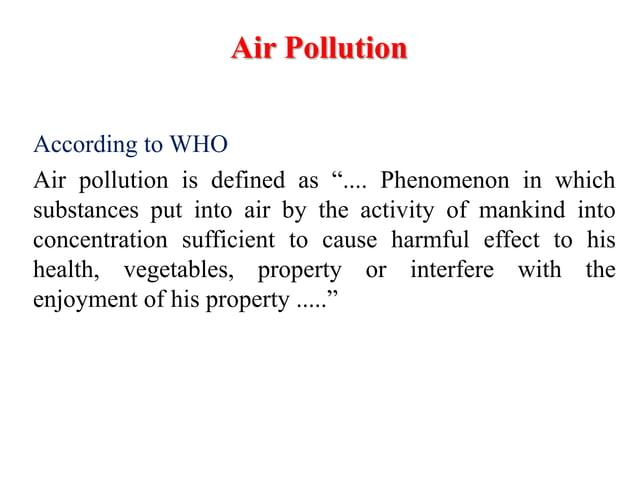 Air Pollution
According to WHO
Air pollution is defined as “.... Phenomenon in which
substances put into air by the activity of mankind into
concentration sufficient to cause harmful effect to his
health, vegetables, property or interfere with the
enjoyment of his property .....”